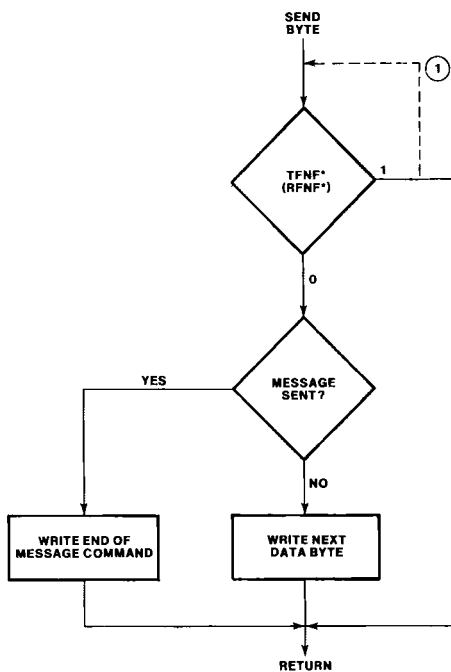 SEND
BYTE
1
TFNF*
(RFNF*)
1
0
MESSAGE
SENT?
YES
NO
WRITE END OF
MESSAGE COMMAND
WRITE NEXT
DATA BYTE
RETURN